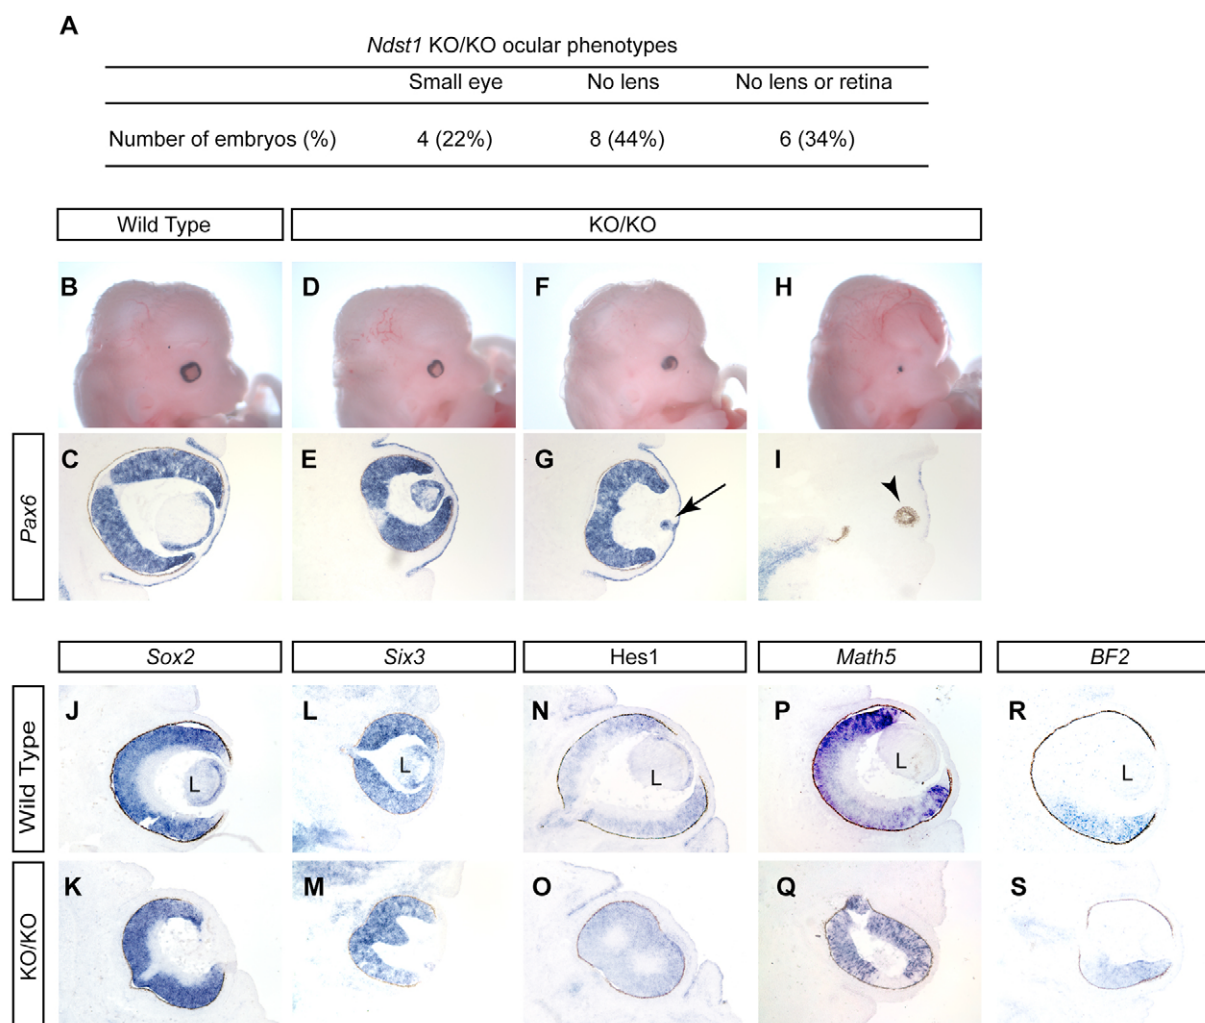 A
Ndst1 KO/KO ocular phenotypes
Small eye No lens No lens or retina
Number of embryos (%) 4 (22%) 8 (44%) 6 (34%)
Wild Type KO/KO
B D F H
Pax6
C E G I
Sox2 Six3 Hes1 Math5 BF2
Wild Type
J L N P R
L L L L
KO/KO
K M O Q S